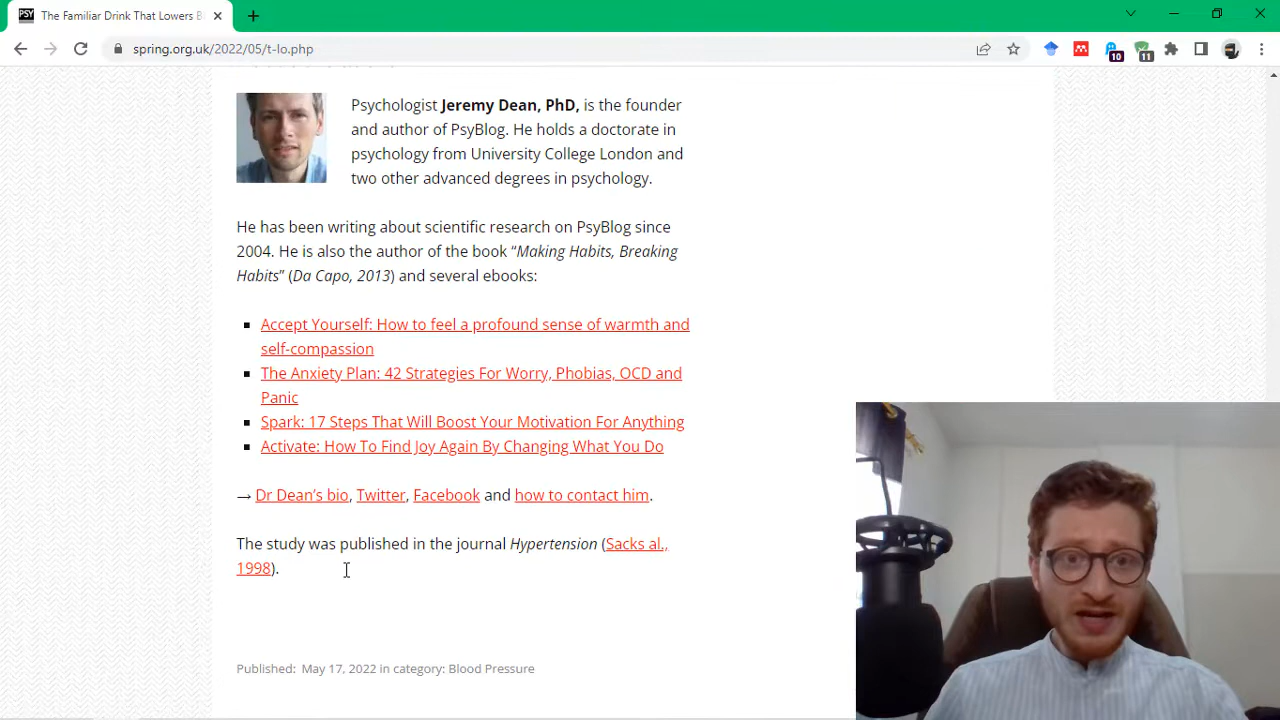 PSY
The Familiar Drink That Lowers B
spring.org.uk/2022/05/t-lo.php
10
11
Psychologist Jeremy Dean, PhD, is the founder
and author of PsyBlog. He holds a doctorate in
psychology from University College London and
two other advanced degrees in psychology.
He has been writing about scientific research on PsyBlog since
2004. He is also the author of the book “Making Habits, Breaking
Habits” (Da Capo, 2013) and several ebooks:
Accept Yourself: How to feel a profound sense of warmth and
self-compassion
The Anxiety Plan: 42 Strategies For Worry, Phobias, OCD and
Panic
Spark: 17 Steps That Will Boost Your Motivation For Anything
Activate: How To Find Joy Again By Changing What You Do
→ Dr Dean’s bio, Twitter, Facebook and how to contact him.
The study was published in the journal Hypertension (Sacks al.,
1998).
Published: May 17, 2022 in category: Blood Pressure